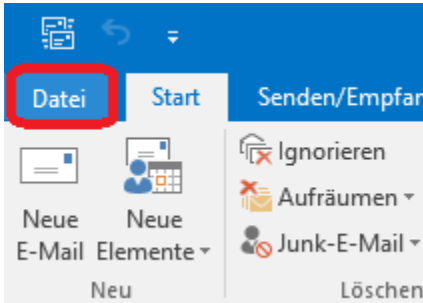 Datei Start Senden/Empfan
Ignorieren
Aufräumen
Junk-E-Mail
Neue E-Mail
Neue Elemente
Neu Löschen